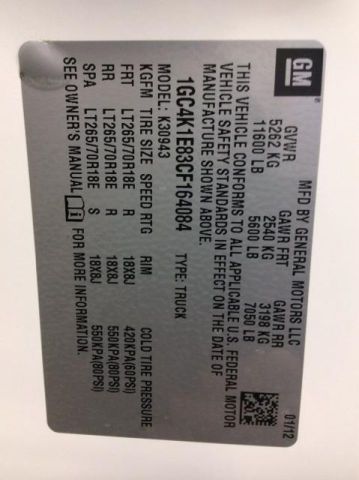 GM
®
MFD BY GENERAL MOTORS LLC
01/12
GVWR GAWR FRT GAWR RR
5262 KG 2540 KG 3198 KG
11600 LB 5600 LB 7050 LB
THIS VEHICLE CONFORMS TO ALL APPLICABLE U.S. FEDERAL MOTOR
VEHICLE SAFETY STANDARDS IN EFFECT ON THE DATE OF
MANUFACTURE SHOWN ABOVE.
1GC4K1E83CF164084 TYPE: TRUCK
MODEL: K30943
KGFM TIRE SIZE SPEED RTG RIM COLD TIRE PRESSURE
FRT LT265/70R18E R 18X8J 420KPA(60PSI)
RR LT265/70R18E R 18X8J 550KPA(80PSI)
SPA LT265/70R18E S 18X8J 550KPA(80PSI)
SEE OWNER'S MANUAL FOR MORE INFORMATION.